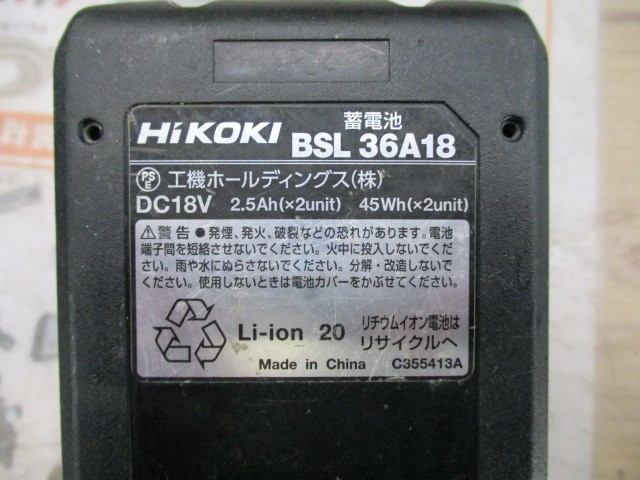 HiKOKI 蓄電池 BSL 36A18
PSE 工機ホールディングス(株)
DC18V 2.5Ah(×2unit) 45Wh(×2unit)
⚠警告 ● 発煙、発火、破裂などの恐れがあります。電池
端子間を短絡させないでください。火中に投入しないでくだ
さい。雨や水にぬらさないでください。分解・改造しないで
ください。使用しないときは電池カバーをかぶせてください。
Li-ion 20 リチウムイオン電池は
リサイクルへ
Made in China C355413A